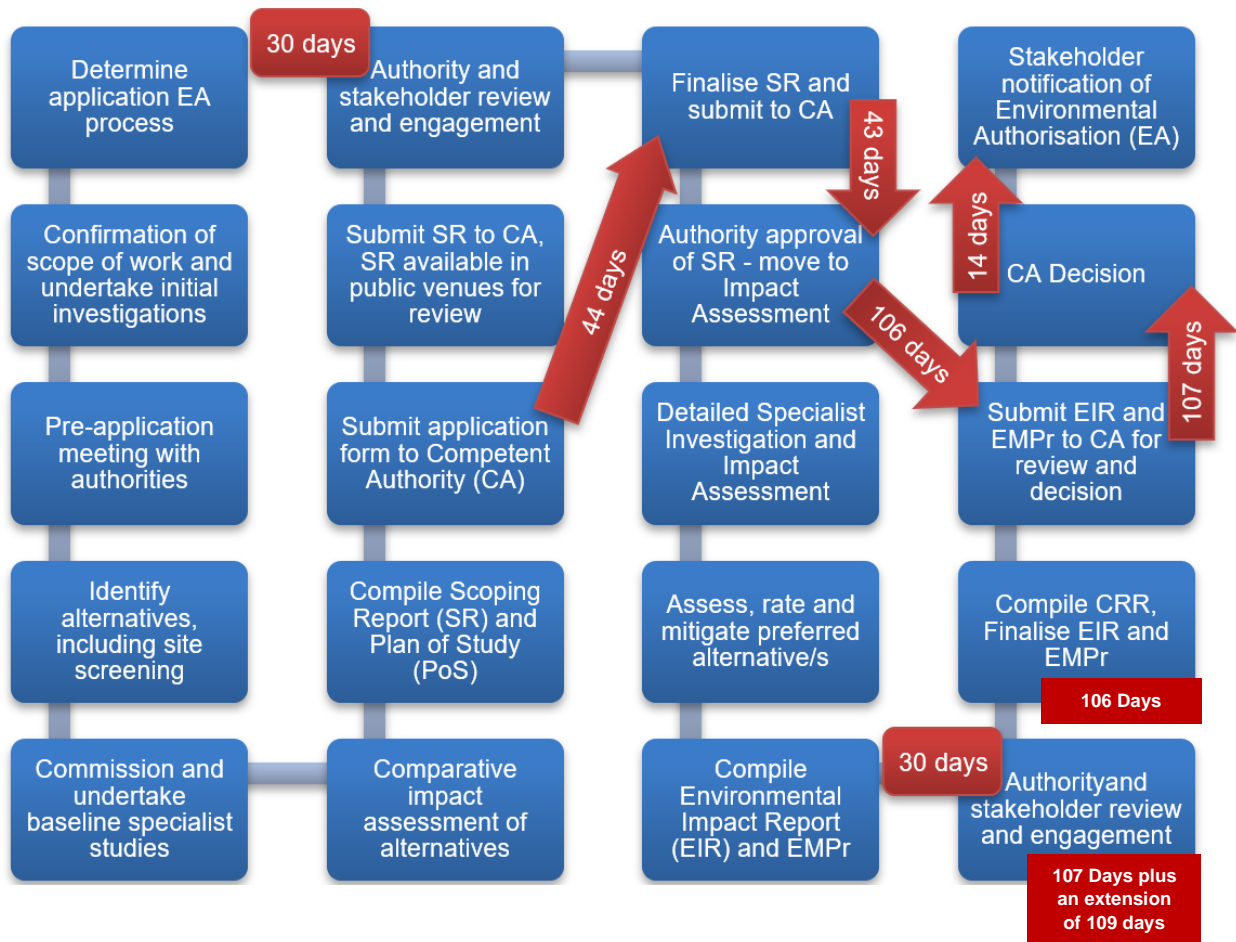 Determine
application EA
process
Confirmation of
scope of work and
undertake initial
investigations
Pre-application
meeting with
authorities
Identify
alternatives,
including site
screening
Commission and
undertake
baseline specialist
studies
30 days
Authority and
stakeholder review
and engagement
Submit SR to CA,
SR available in
public venues for
review
Submit application
form to Competent
Authority (CA)
Compile Scoping
Report (SR) and
Plan of Study
(PoS)
Comparative
impact
assessment of
alternatives
44 days
Finalise SR and
submit to CA
43 days
Authority approval
of SR - move to
Impact
Assessment
106 days
Detailed Specialist
Investigation and
Impact
Assessment
Assess, rate and
mitigate preferred
alternative/s
Compile
Environmental
Impact Report
(EIR) and EMPr
30 days
Stakeholder
notification of
Environmental
Authorisation (EA)
14 days
CA Decision
107 days
Submit EIR and
EMPr to CA for
review and
decision
Compile CRR,
Finalise EIR and
EMPr
106 Days
Authorityand
stakeholder review
and engagement
107 Days plus
an extension
of 109 days